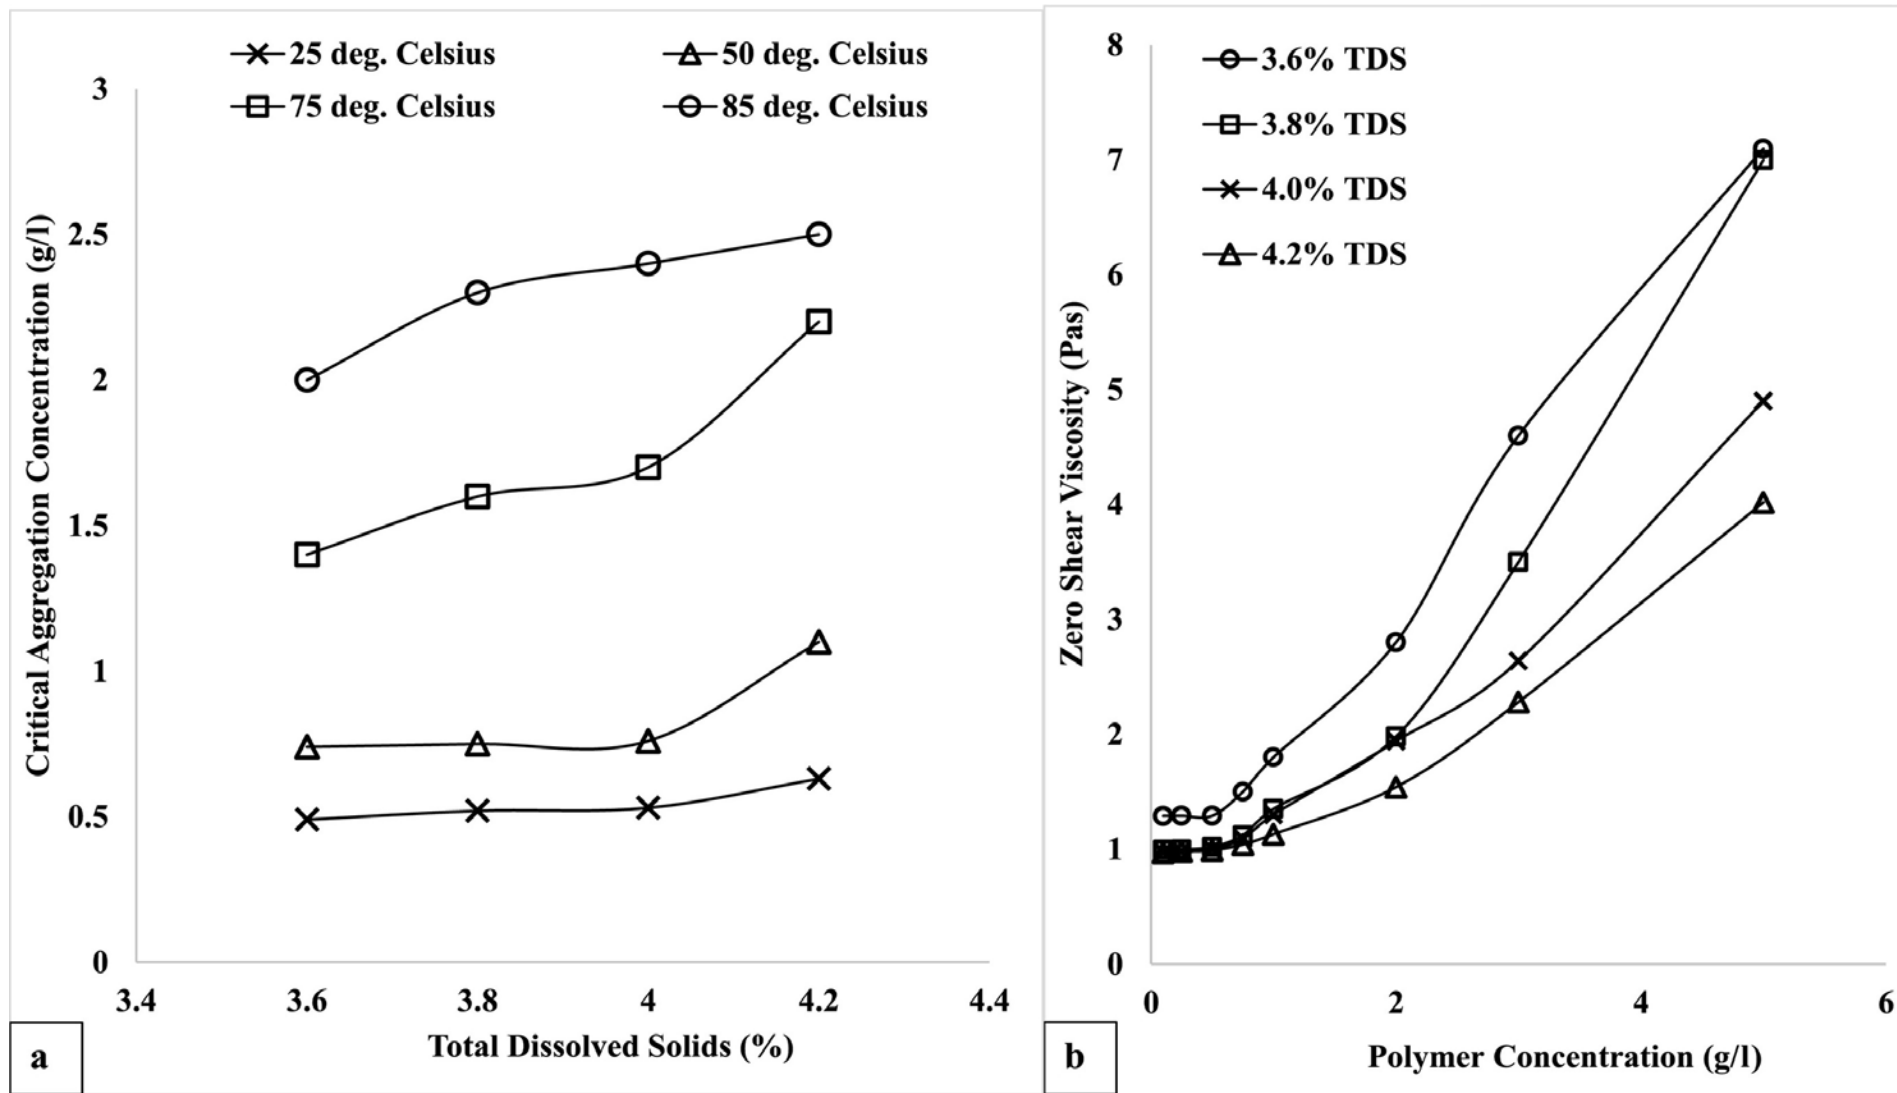 25 deg. Celsius
50 deg. Celsius
75 deg. Celsius
85 deg. Celsius
3
2.5
2
1.5
1
0.5
0
Critical Aggregation Concentration (g/l)
3.4
3.6
3.8
4
4.2
4.4
Total Dissolved Solids (%)
a
3.6% TDS
3.8% TDS
4.0% TDS
4.2% TDS
8
7
6
5
4
3
2
1
0
Zero Shear Viscosity (Pas)
0
2
4
6
Polymer Concentration (g/l)
b